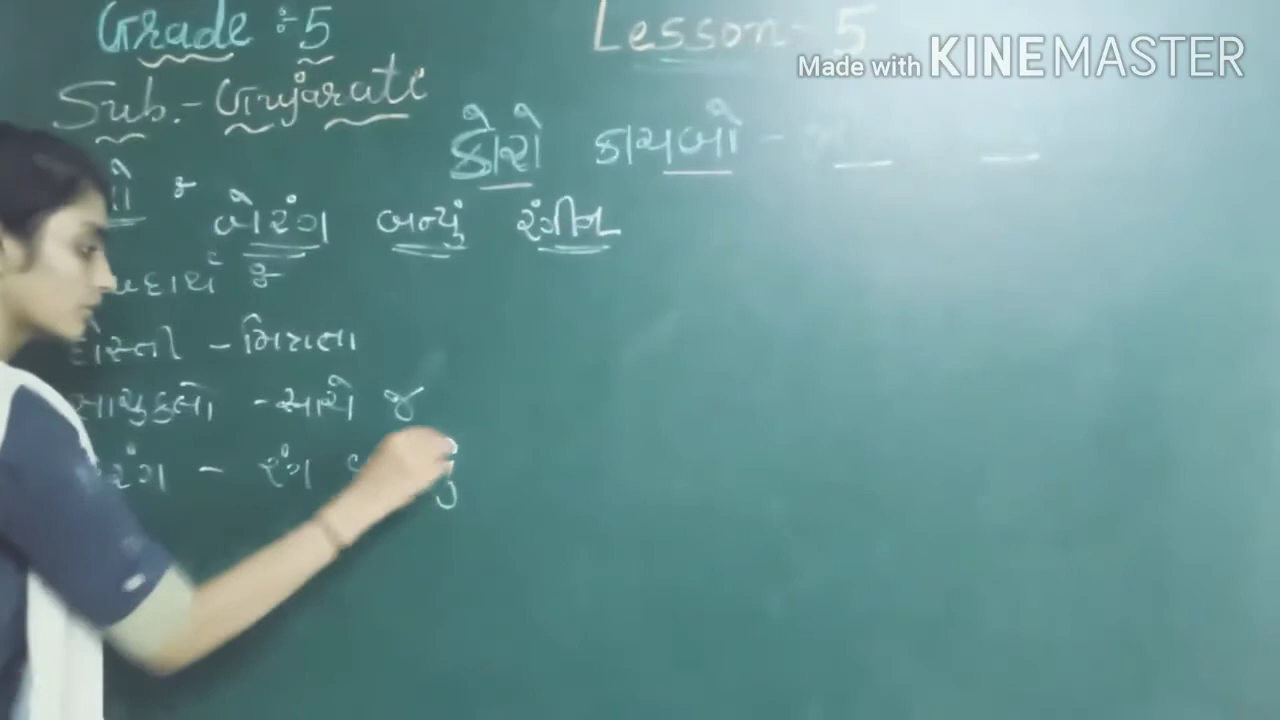 Grade :- 5
Lesson - 5
Made with KINEMASTER
Sub. - Gujarati
કોરો કાચબો -
બેરંગ બન્યું રંગીન
દોસ્તી - મિત્રતા
સાચુકલો - સાચો જ
રંગ - રંગ